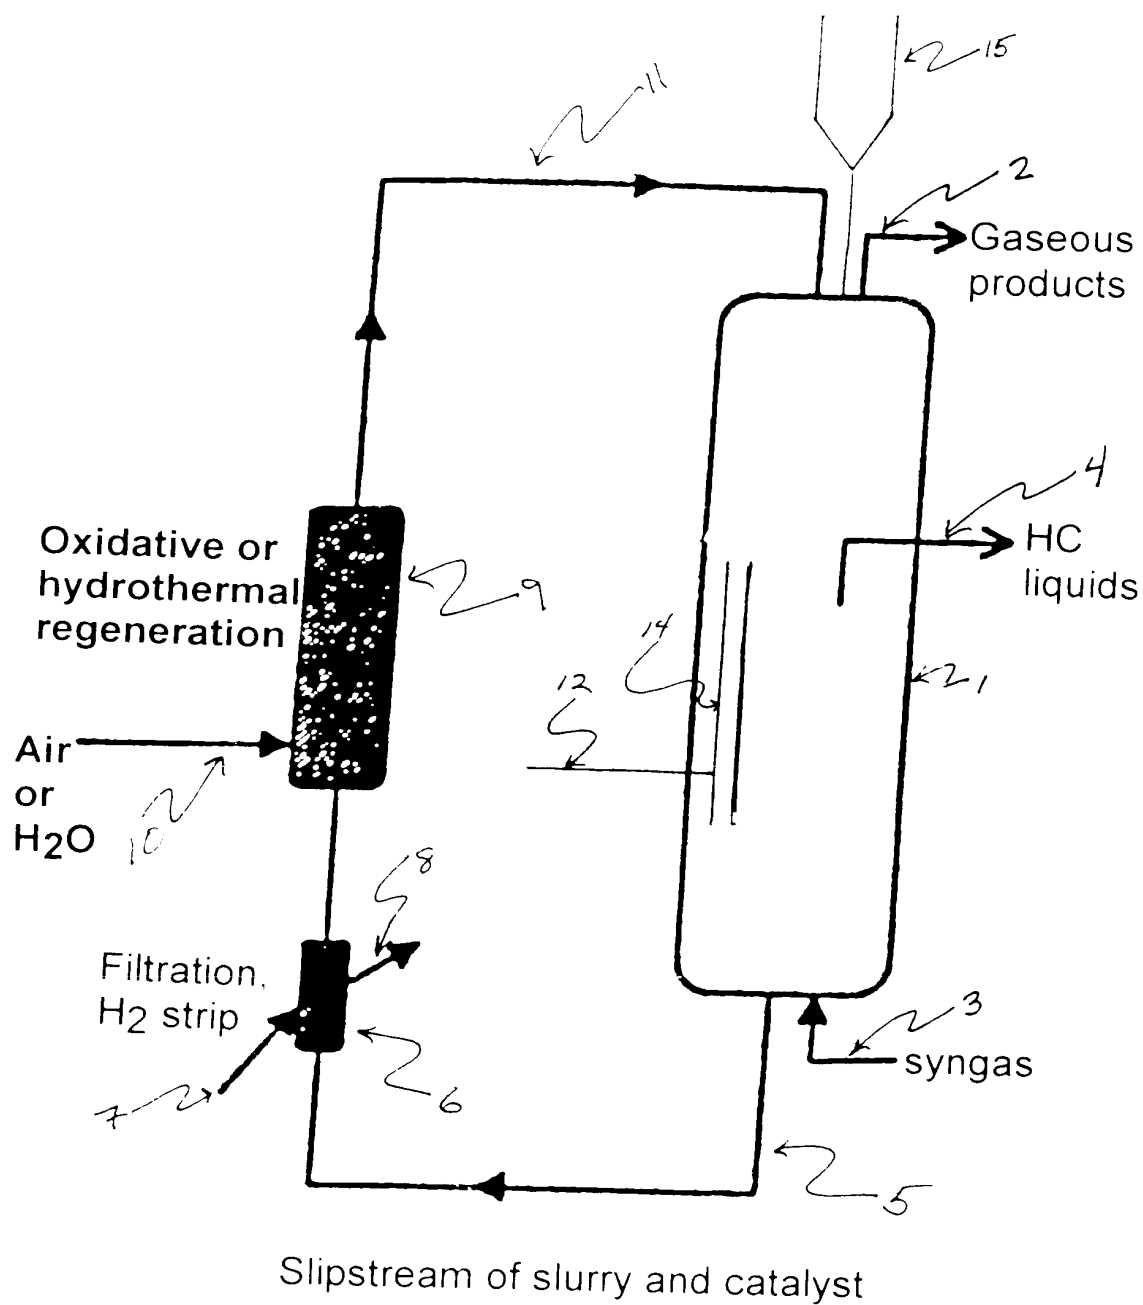 15
11
2
Gaseous
products
4
HC
liquids
Oxidative or
hydrothermal
regeneration
9
14
12
1
Air
or
H2O
10
8
Filtration,
H2 strip
3
syngas
7
6
5
Slipstream of slurry and catalyst